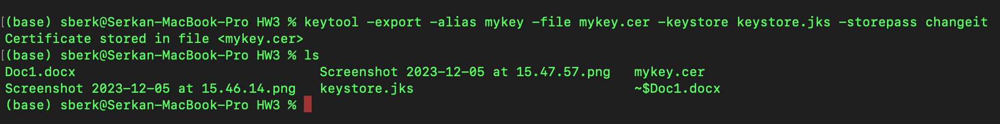 [(base) sberk@Serkan-MacBook-Pro HW3 % keytool -export -alias mykey -file mykey.cer -keystore keystore.jks -storepass changeit
Certificate stored in file <mykey.cer>
[(base) sberk@Serkan-MacBook-Pro HW3 % ls
Doc1.docx Screenshot 2023-12-05 at 15.47.57.png mykey.cer
Screenshot 2023-12-05 at 15.46.14.png keystore.jks ~$Doc1.docx
(base) sberk@Serkan-MacBook-Pro HW3 %